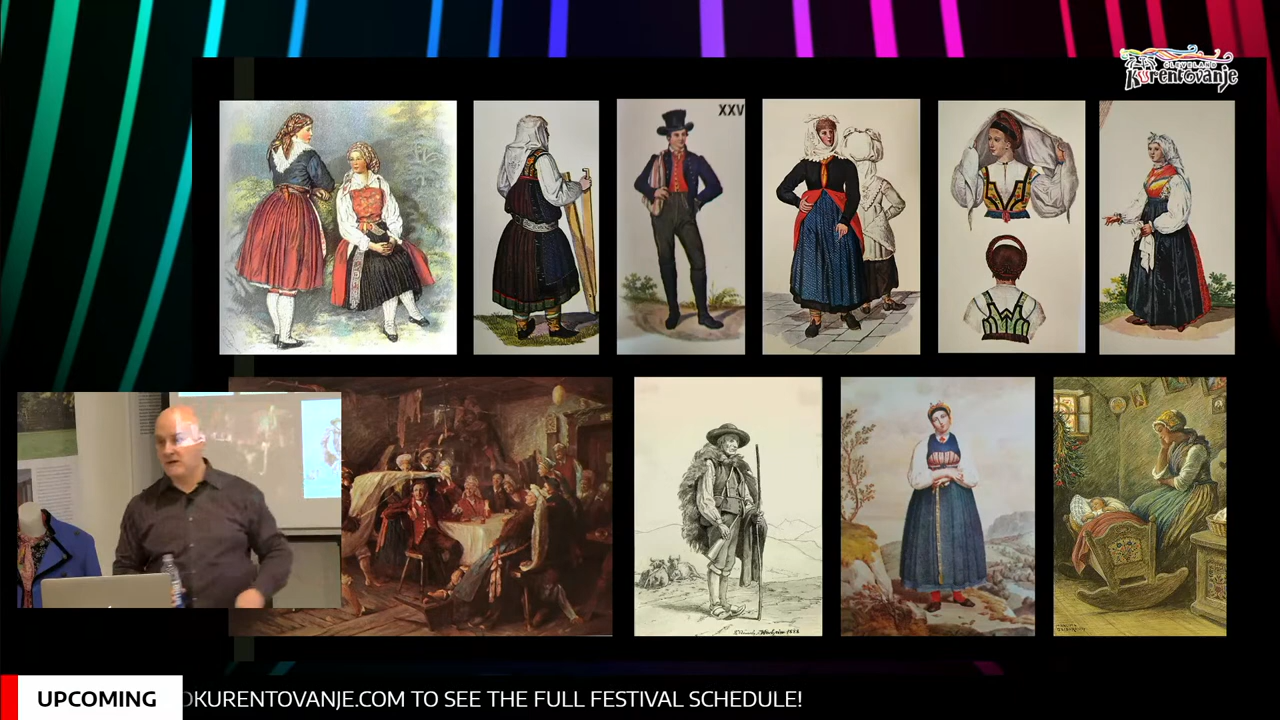 CLEVELAND
Kurentovanje
XXV
UPCOMING
OKURENTOVANJE.COM TO SEE THE FULL FESTIVAL SCHEDULE!